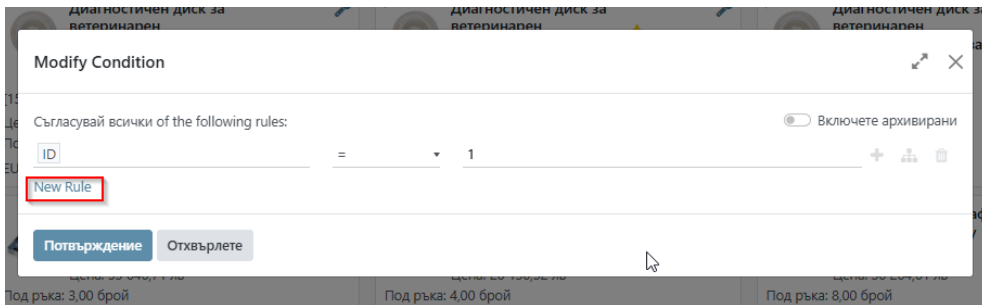 Диагностичен диск за
ветеринарен
Диагностичен диск за
ветеринарен
Диагностичен диск за
ветеринарен
Modify Condition
Съгласувай всички of the following rules:
Включете архивирани
ID = 1
New Rule
Потвърждение Отхвърлете
Под ръка: 3,00 брой
Под ръка: 4,00 брой
Под ръка: 8,00 брой